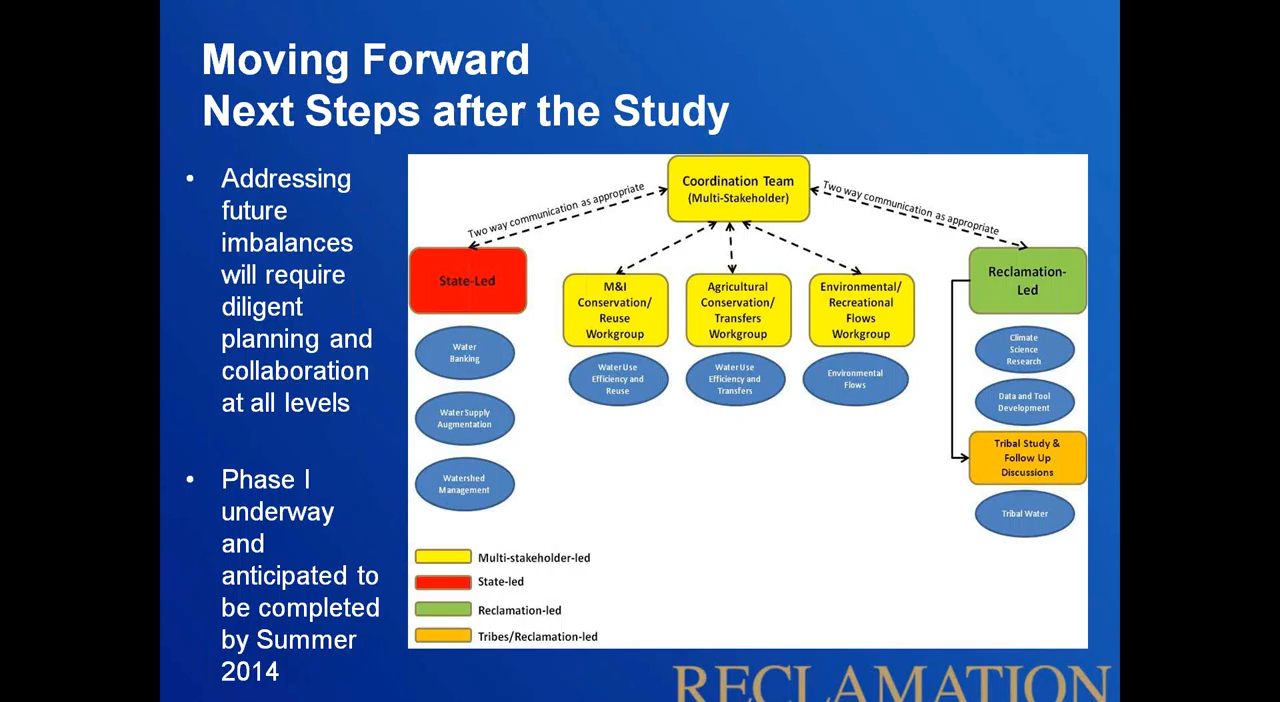 Moving Forward
Next Steps after the Study
• Addressing
future
imbalances
will require
diligent
planning and
collaboration
at all levels
• Phase I
underway
and
anticipated to
be completed
by Summer
2014
Coordination Team
(Multi-Stakeholder)
Two way communication as appropriate
Two way communication as appropriate
State-Led
Water
Banking
Water Supply
Augmentation
Watershed
Management
M&I
Conservation/
Reuse
Workgroup
Water Use
Efficiency and
Reuse
Agricultural
Conservation/
Transfers
Workgroup
Water Use
Efficiency and
Transfers
Environmental/
Recreational
Flows
Workgroup
Environmental
Flows
Reclamation-
Led
Climate
Science
Research
Data and Tool
Development
Tribal Study &
Follow Up
Discussions
Tribal Water
Multi-stakeholder-led
State-led
Reclamation-led
Tribes/Reclamation-led
RECLAMATION